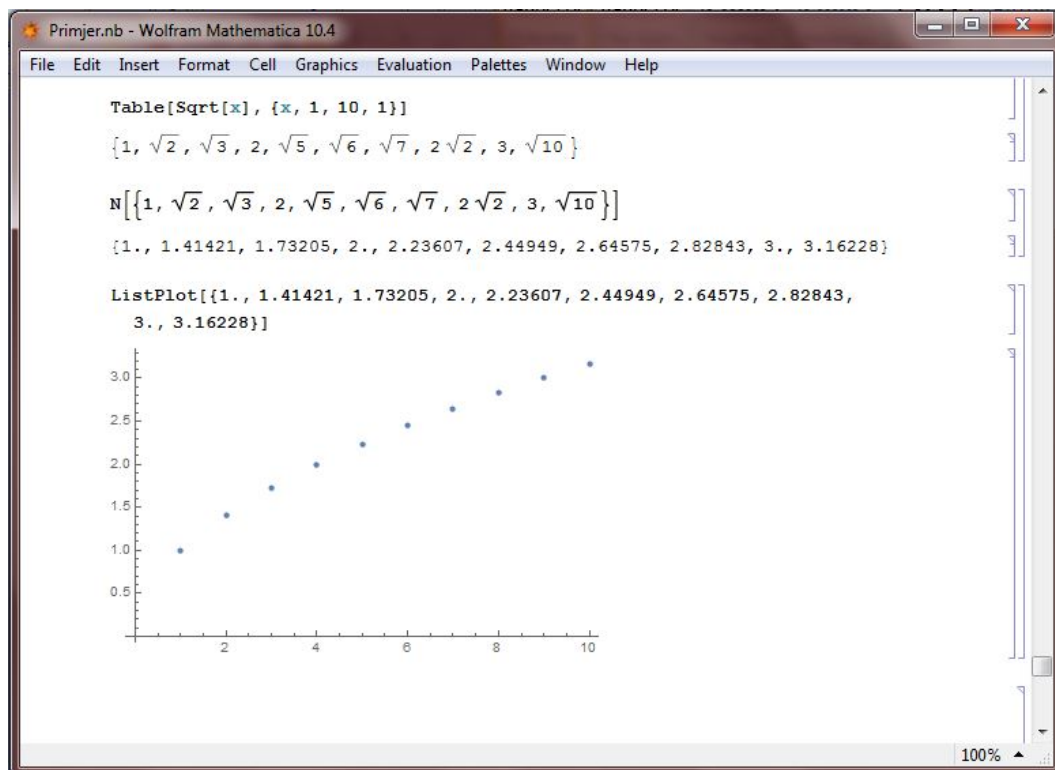 Primjer.nb - Wolfram Mathematica 10.4
File Edit Insert Format Cell Graphics Evaluation Palettes Window Help
Table[Sqrt[x], {x, 1, 10, 1}]
{1, √2, √3, 2, √5, √6, √7, 2√2, 3, √10}
N[{1, √2, √3, 2, √5, √6, √7, 2√2, 3, √10}]
{1., 1.41421, 1.73205, 2., 2.23607, 2.44949, 2.64575, 2.82843, 3., 3.16228}
ListPlot[{1., 1.41421, 1.73205, 2., 2.23607, 2.44949, 2.64575, 2.82843,
3., 3.16228}]
3.0
2.5
2.0
1.5
1.0
0.5
2 4 6 8 10
100%